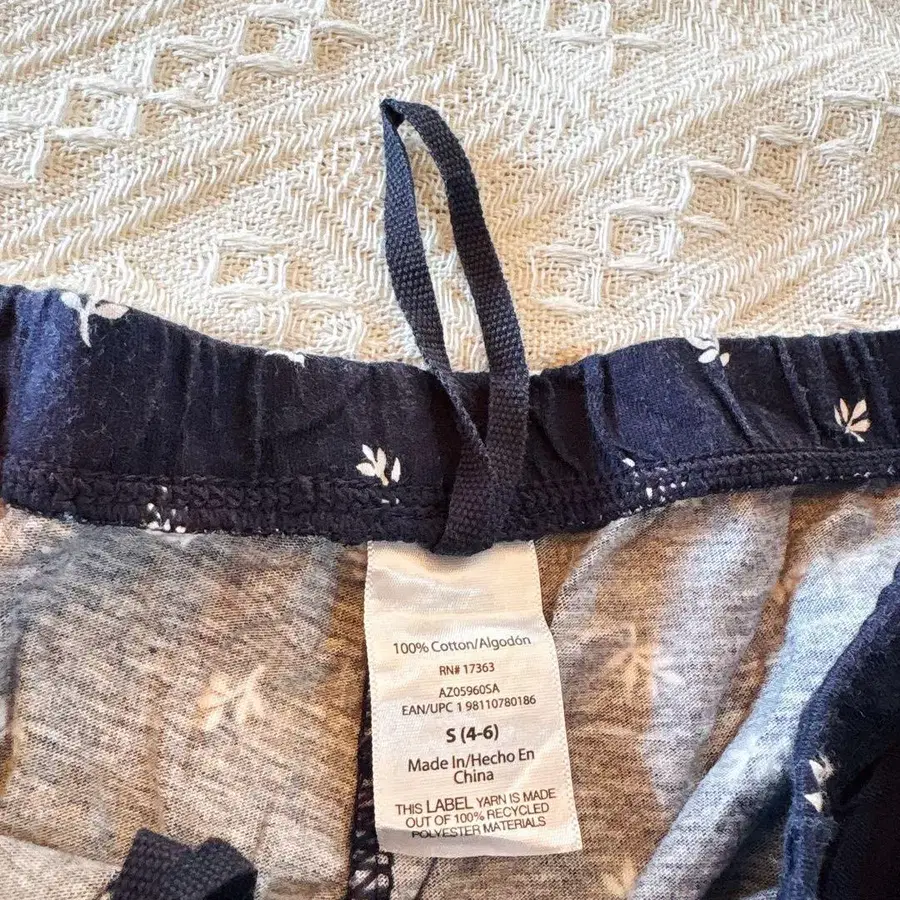 100% Cotton/Algodón
RN# 17363
AZ05960SA
EAN/UPC 1 98110780186
S (4-6)
Made In/Hecho En
China
THIS LABEL YARN IS MADE
OUT OF 100% RECYCLED
POLYESTER MATERIALS